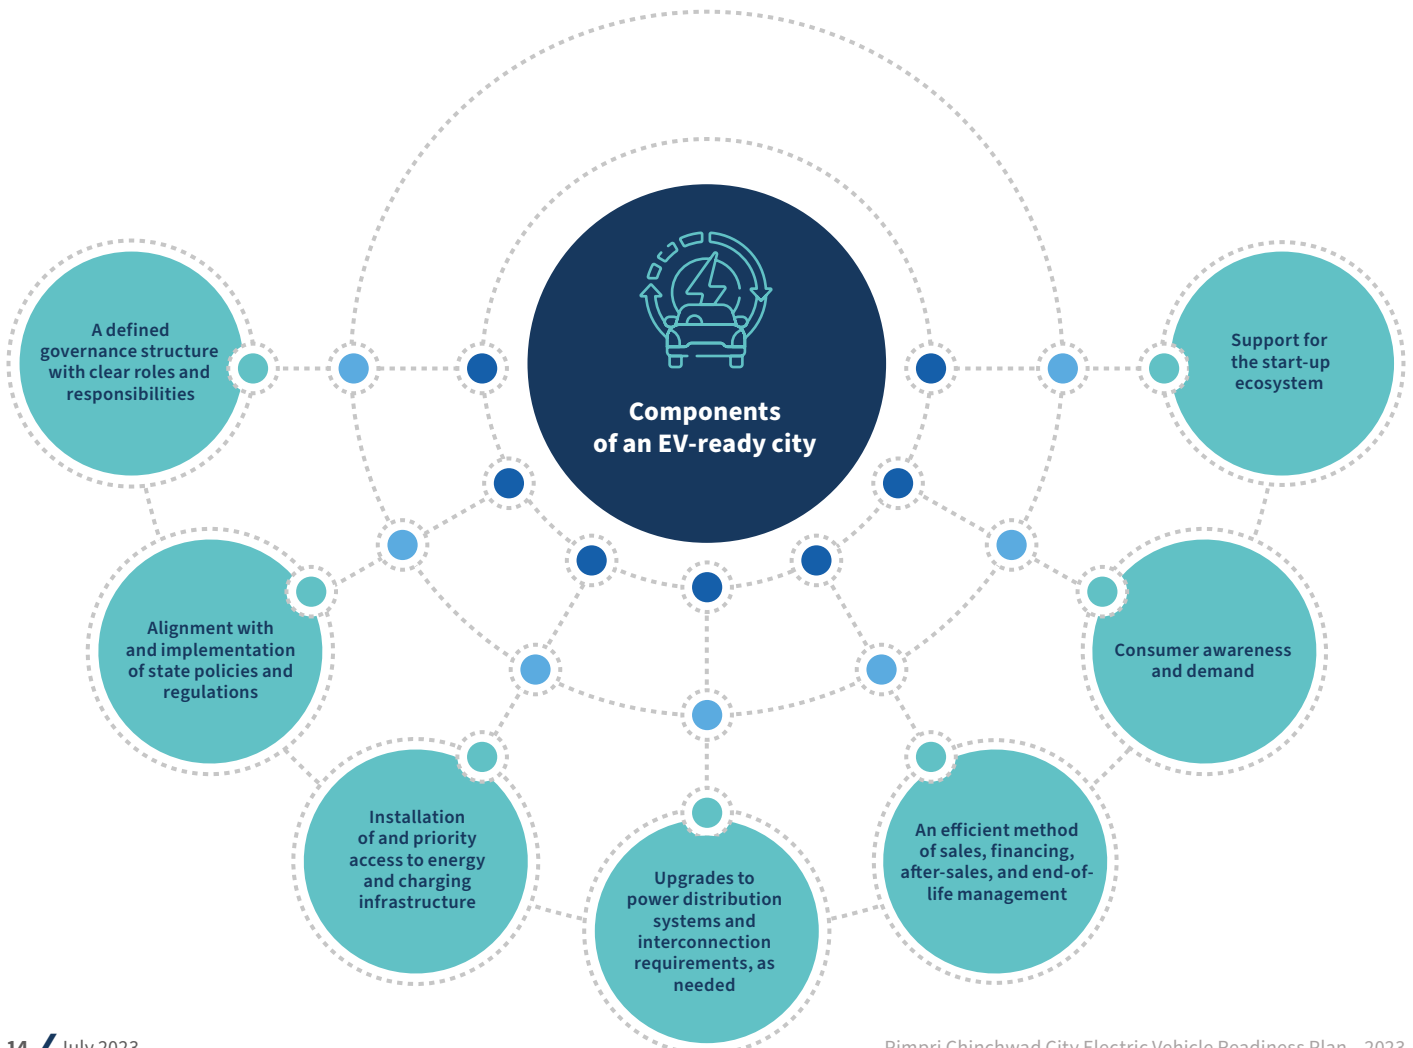 Components
of an EV-ready city
A defined
governance structure
with clear roles and
responsibilities
Alignment with
and implementation
of state policies and
regulations
Installation
of and priority
access to energy
and charging
infrastructure
Upgrades to
power distribution
systems and
interconnection
requirements, as
needed
An efficient method
of sales, financing,
after-sales, and end-of-
life management
Consumer awareness
and demand
Support for
the start-up
ecosystem
14 / July 2023
Pimpri Chinchwad City Electric Vehicle Readiness Plan – 2023